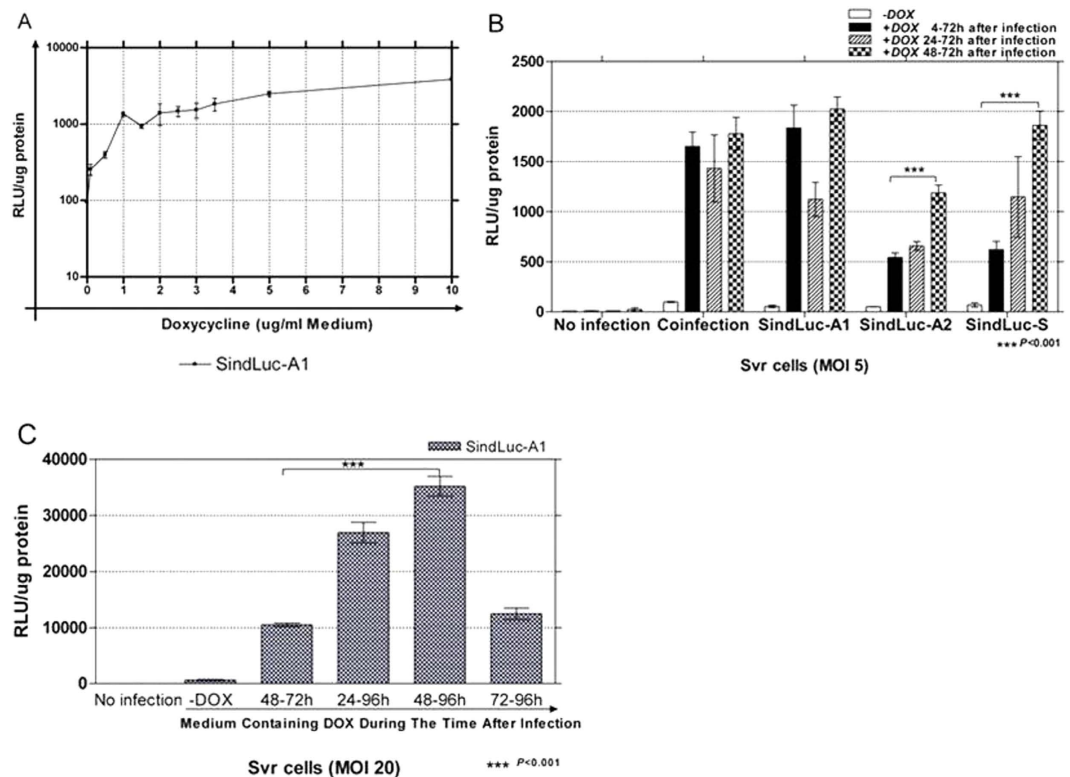 A
RLU/ug protein
10000
1000
100
10
0 1 2 3 4 5 6 7 8 9 10
Doxycycline (ug/ml Medium)
SindLuc-A1
B
-DOX
+DOX 4-72h after infection
+DOX 24-72h after infection
+DOX 48-72h after infection
RLU/ug protein
2500
2000
1500
1000
500
0
***
***
No infection Coinfection SindLuc-A1 SindLuc-A2 SindLuc-S
*** P<0.001
Svr cells (MOI 5)
C
SindLuc-A1
RLU/ug protein
40000
30000
20000
10000
0
***
No infection -DOX 48-72h 24-96h 48-96h 72-96h
Medium Containing DOX During The Time After Infection
Svr cells (MOI 20) *** P<0.001